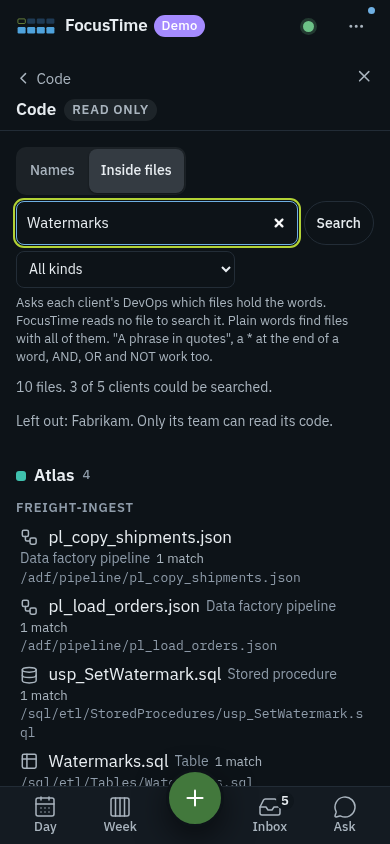 FocusTime Demo
Code
Code READ ONLY
Names Inside files
Watermarks Search
All kinds
Asks each client's DevOps which files hold the words.
FocusTime reads no file to search it. Plain words find files
with all of them. "A phrase in quotes", a * at the end of a
word, AND, OR and NOT work too.
10 files. 3 of 5 clients could be searched.
Left out: Fabrikam. Only its team can read its code.
Atlas 4
FREIGHT-INGEST
pl_copy_shipments.json
Data factory pipeline 1 match
/adf/pipeline/pl_copy_shipments.json
pl_load_orders.json Data factory pipeline
1 match
/adf/pipeline/pl_load_orders.json
usp_SetWatermark.sql Stored procedure
1 match
/sql/etl/StoredProcedures/usp_SetWatermark.s
ql
Watermarks.sql Table 1 match
/sql/etl/Tables/Watermarks.sql
5
Day Week Inbox Ask